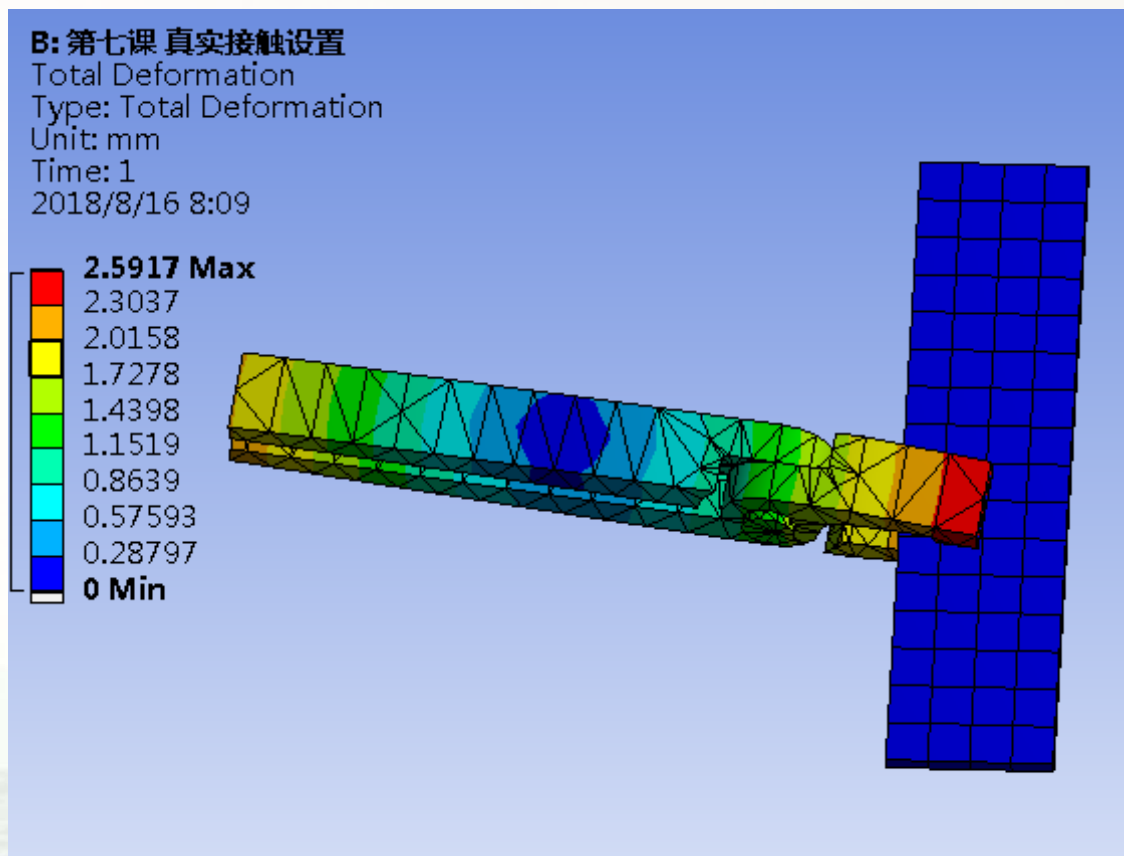 B: 第七课 真实接触设置
Total Deformation
Type: Total Deformation
Unit: mm
Time: 1
2018/8/16 8:09
2.5917 Max
2.3037
2.0158
1.7278
1.4398
1.1519
0.8639
0.57593
0.28797
0 Min